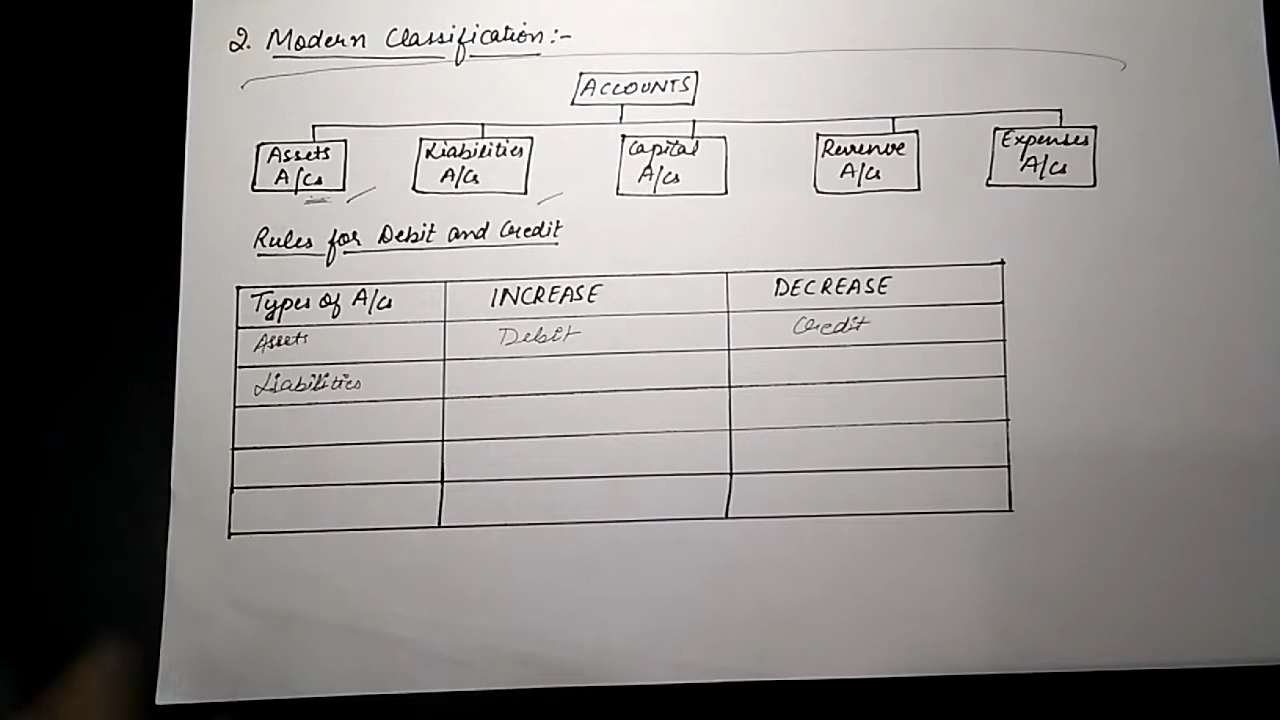 2. Modern Classification:-
ACCOUNTS
Assets A/cs
Liabilities A/cs
Capital A/cs
Revenue A/cs
Expenses A/cs
Rules for Debit and Credit
Types of A/cs INCREASE DECREASE
Assets Debit Credit
Liabilities